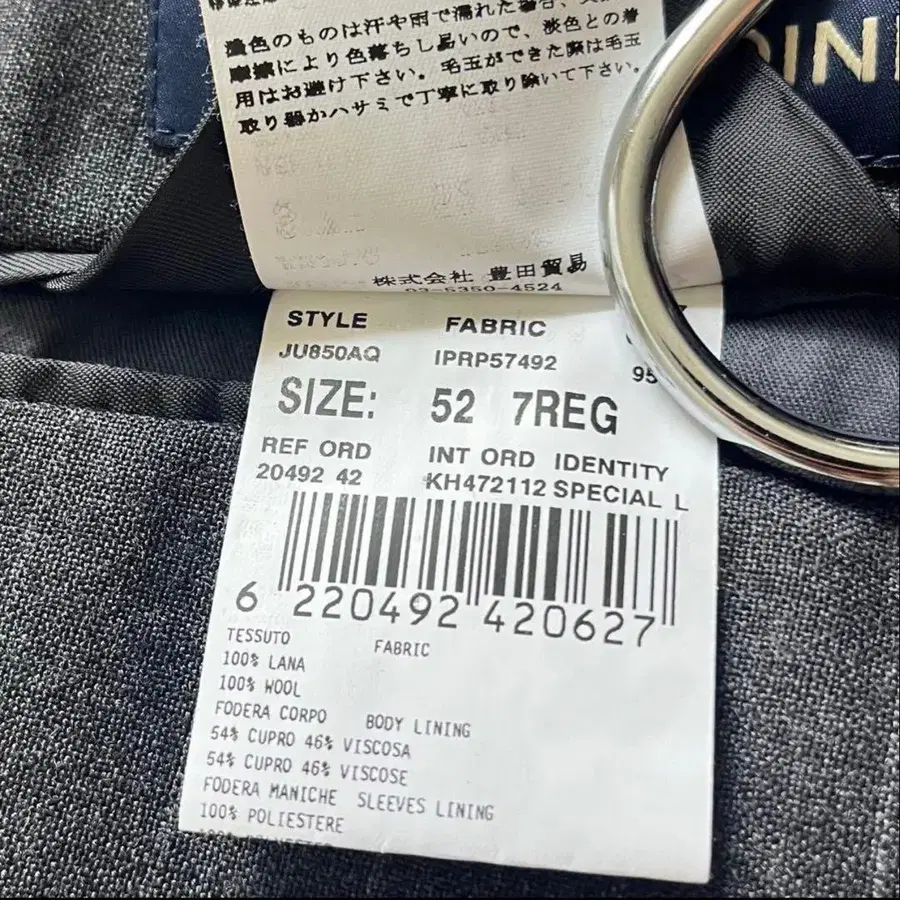 濃色のものは汗や雨で濡れた場合、
摩擦により色落ちし易いので、淡色との着
用はお避け下さい。毛玉ができた際は毛玉
取り器かハサミで丁寧に取り除いて下さい。
株式会社 豊田貿易
03-5350-4524
INI
STYLE FABRIC
JU850AQ IPRP57492
95
SIZE: 52 7REG
REF ORD INT ORD IDENTITY
20492 42 KH472112 SPECIAL L
6 220492 420627
TESSUTO FABRIC
100% LANA
100% WOOL
FODERA CORPO BODY LINING
54% CUPRO 46% VISCOSA
54% CUPRO 46% VISCOSE
FODERA MANICHE SLEEVES LINING
100% POLIESTERE